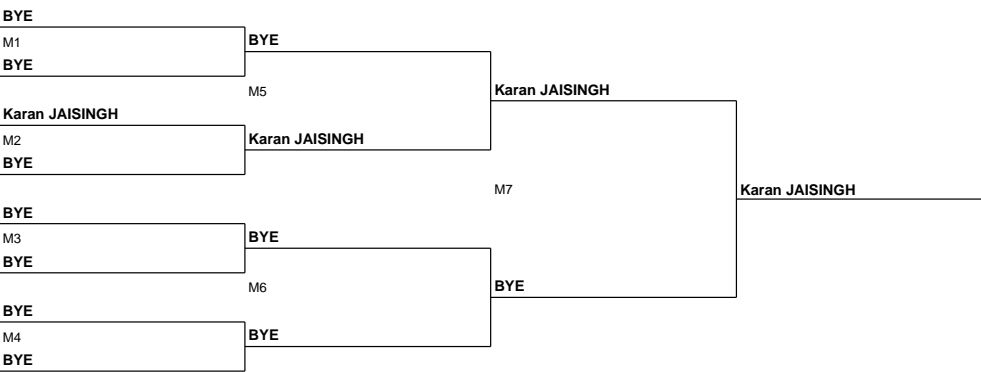 BYE
M1
BYE
BYE
M5
Karan JAISINGH
Karan JAISINGH
M2
Karan JAISINGH
BYE
M7
Karan JAISINGH
BYE
M3
BYE
BYE
M6
BYE
BYE
M4
BYE
BYE